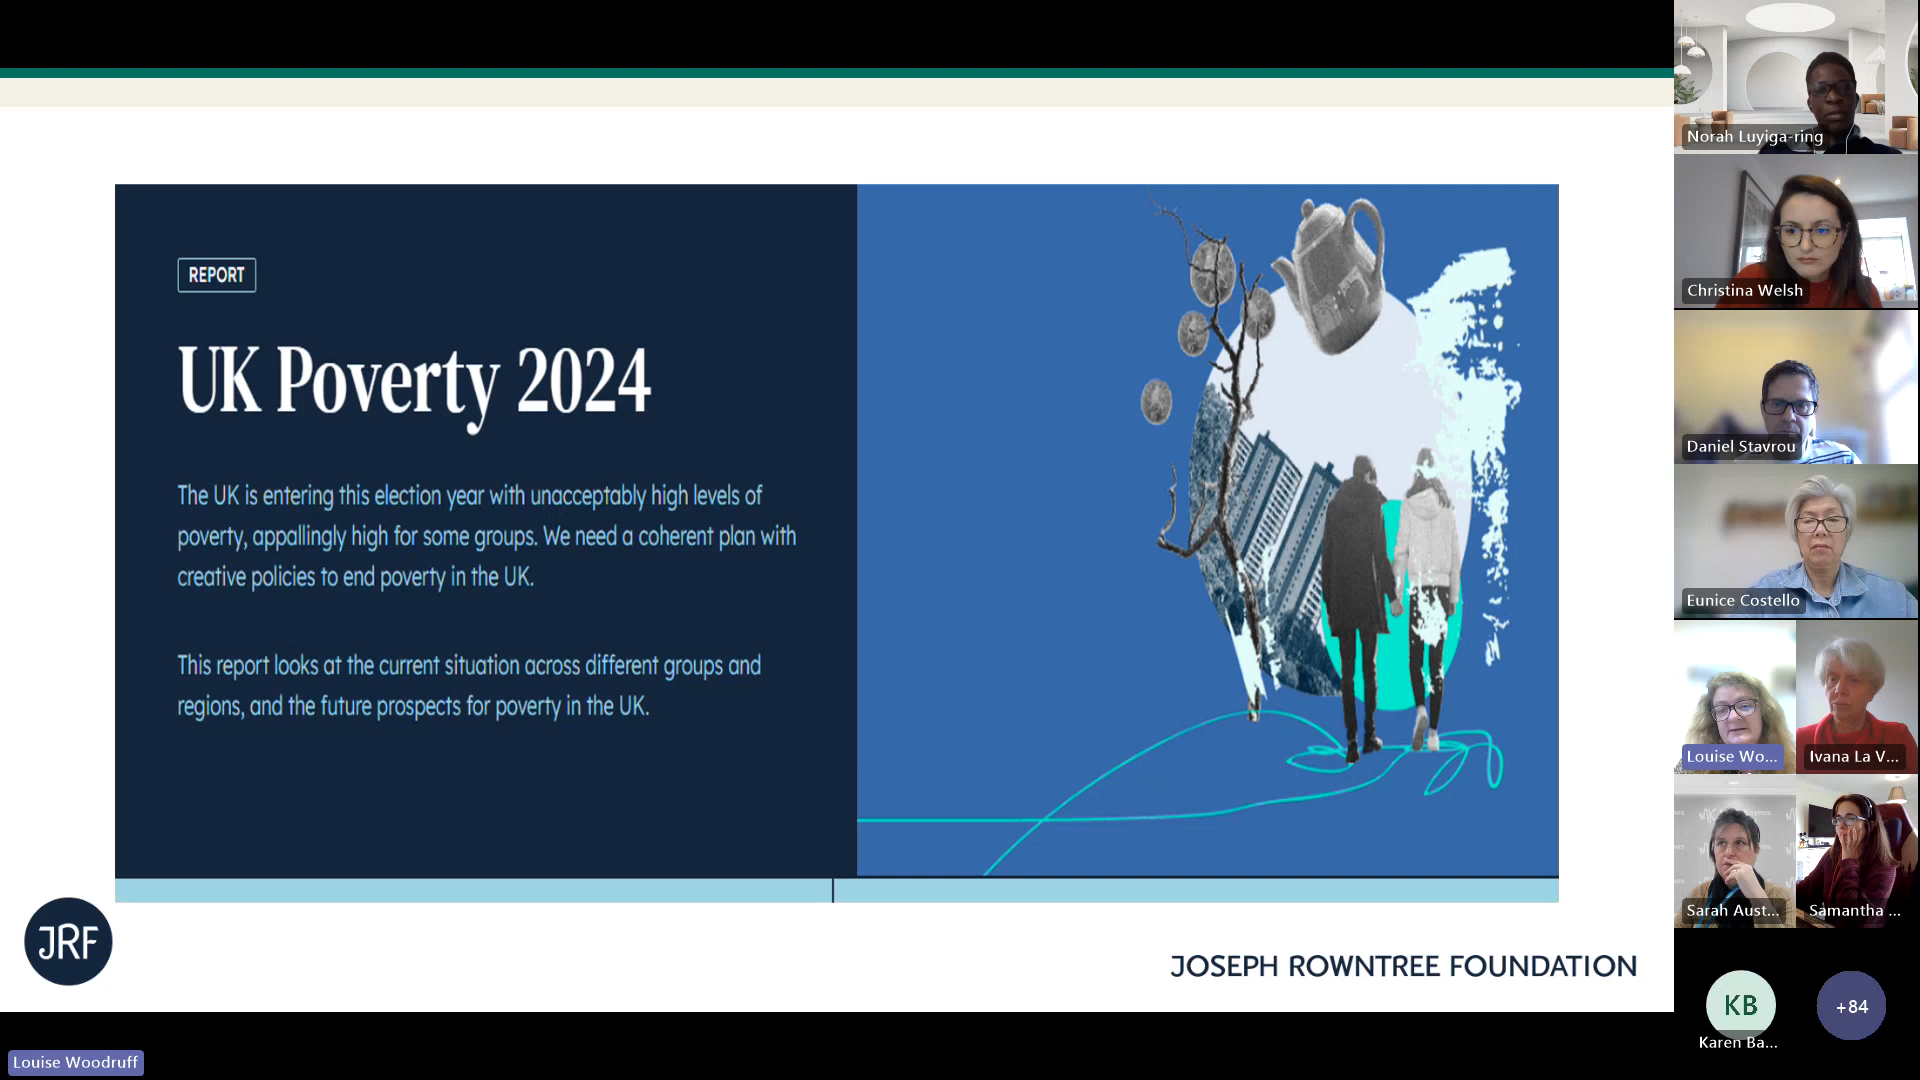 REPORT
UK Poverty 2024
The UK is entering this election year with unacceptably high levels of
poverty, appallingly high for some groups. We need a coherent plan with
creative policies to end poverty in the UK.
This report looks at the current situation across different groups and
regions, and the future prospects for poverty in the UK.
JRF
JOSEPH ROWNTREE FOUNDATION
Louise Woodruff
Norah Luyiga-ring
Christina Welsh
Daniel Stavrou
Eunice Costello
Louise Wo...
Ivana La V...
Sarah Aust...
Samantha ...
KB
Karen Ba...
+84